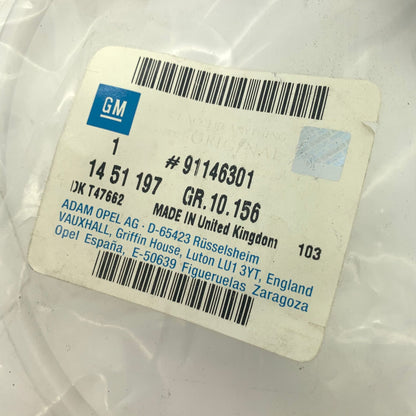 GM
1
# 91146301
14 51 197 GR.10.156
DK T47662 MADE IN United Kingdom 103
ADAM OPEL AG · D-65423 Rüsselsheim
VAUXHALL, Griffin House, Luton LU1 3YT, England
Opel España, E-50639 Figueruelas Zaragoza